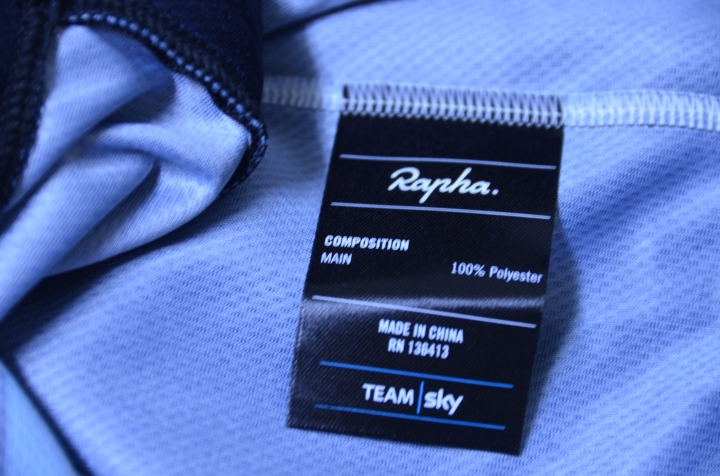 Rapha.
COMPOSITION
MAIN 100% Polyester
MADE IN CHINA
RN 136413
TEAM sky